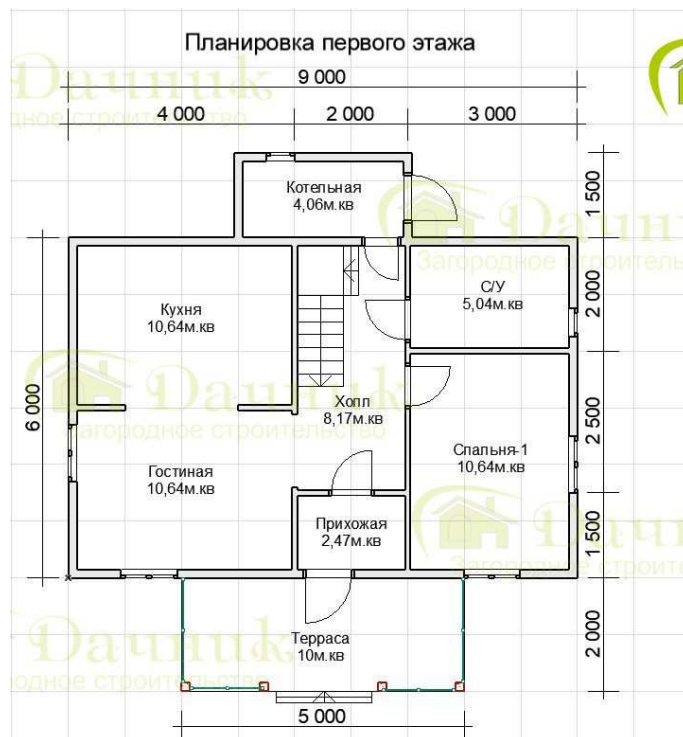 Планировка первого этажа
9 000
4 000
2 000
3 000
Котельная
4,06м.кв
1 500
Дачник
Загородное строительство
Кухня
10,64м.кв
С/У
5,04м.кв
2 000
6 000
Холл
8,17м.кв
2 500
Гостиная
10,64м.кв
Спальня-1
10,64м.кв
Прихожая
2,47м.кв
1 500
Терраса
10м.кв
2 000
5 000